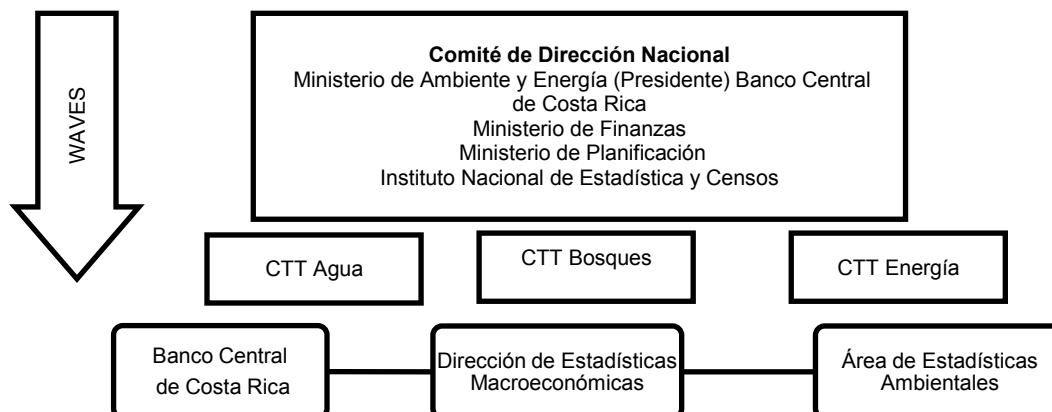 WAVES
Comité de Dirección Nacional
Ministerio de Ambiente y Energía (Presidente) Banco Central
de Costa Rica
Ministerio de Finanzas
Ministerio de Planificación
Instituto Nacional de Estadística y Censos
CTT Agua
CTT Bosques
CTT Energía
Banco Central
de Costa Rica
Dirección de Estadísticas
Macroeconómicas
Área de Estadísticas
Ambientales